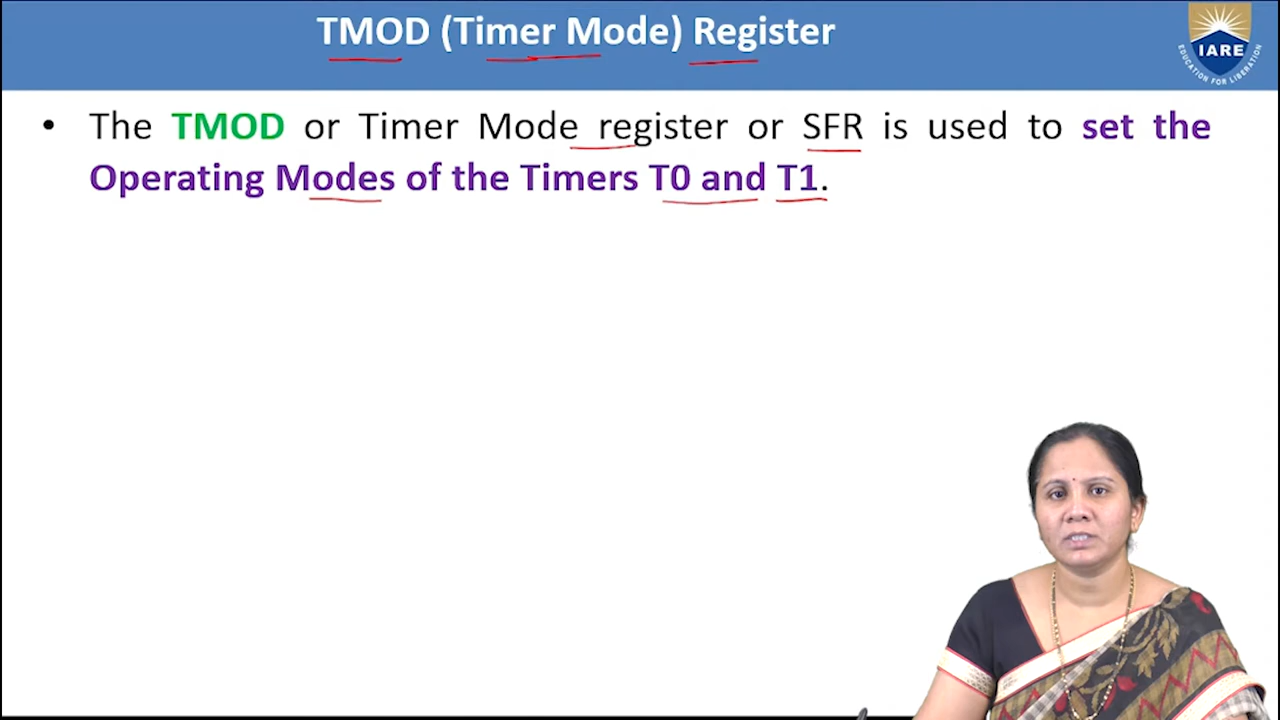 TMOD (Timer Mode) Register
IARE
EDUCATION FOR LIBERATION
• The TMOD or Timer Mode register or SFR is used to set the
Operating Modes of the Timers T0 and T1.